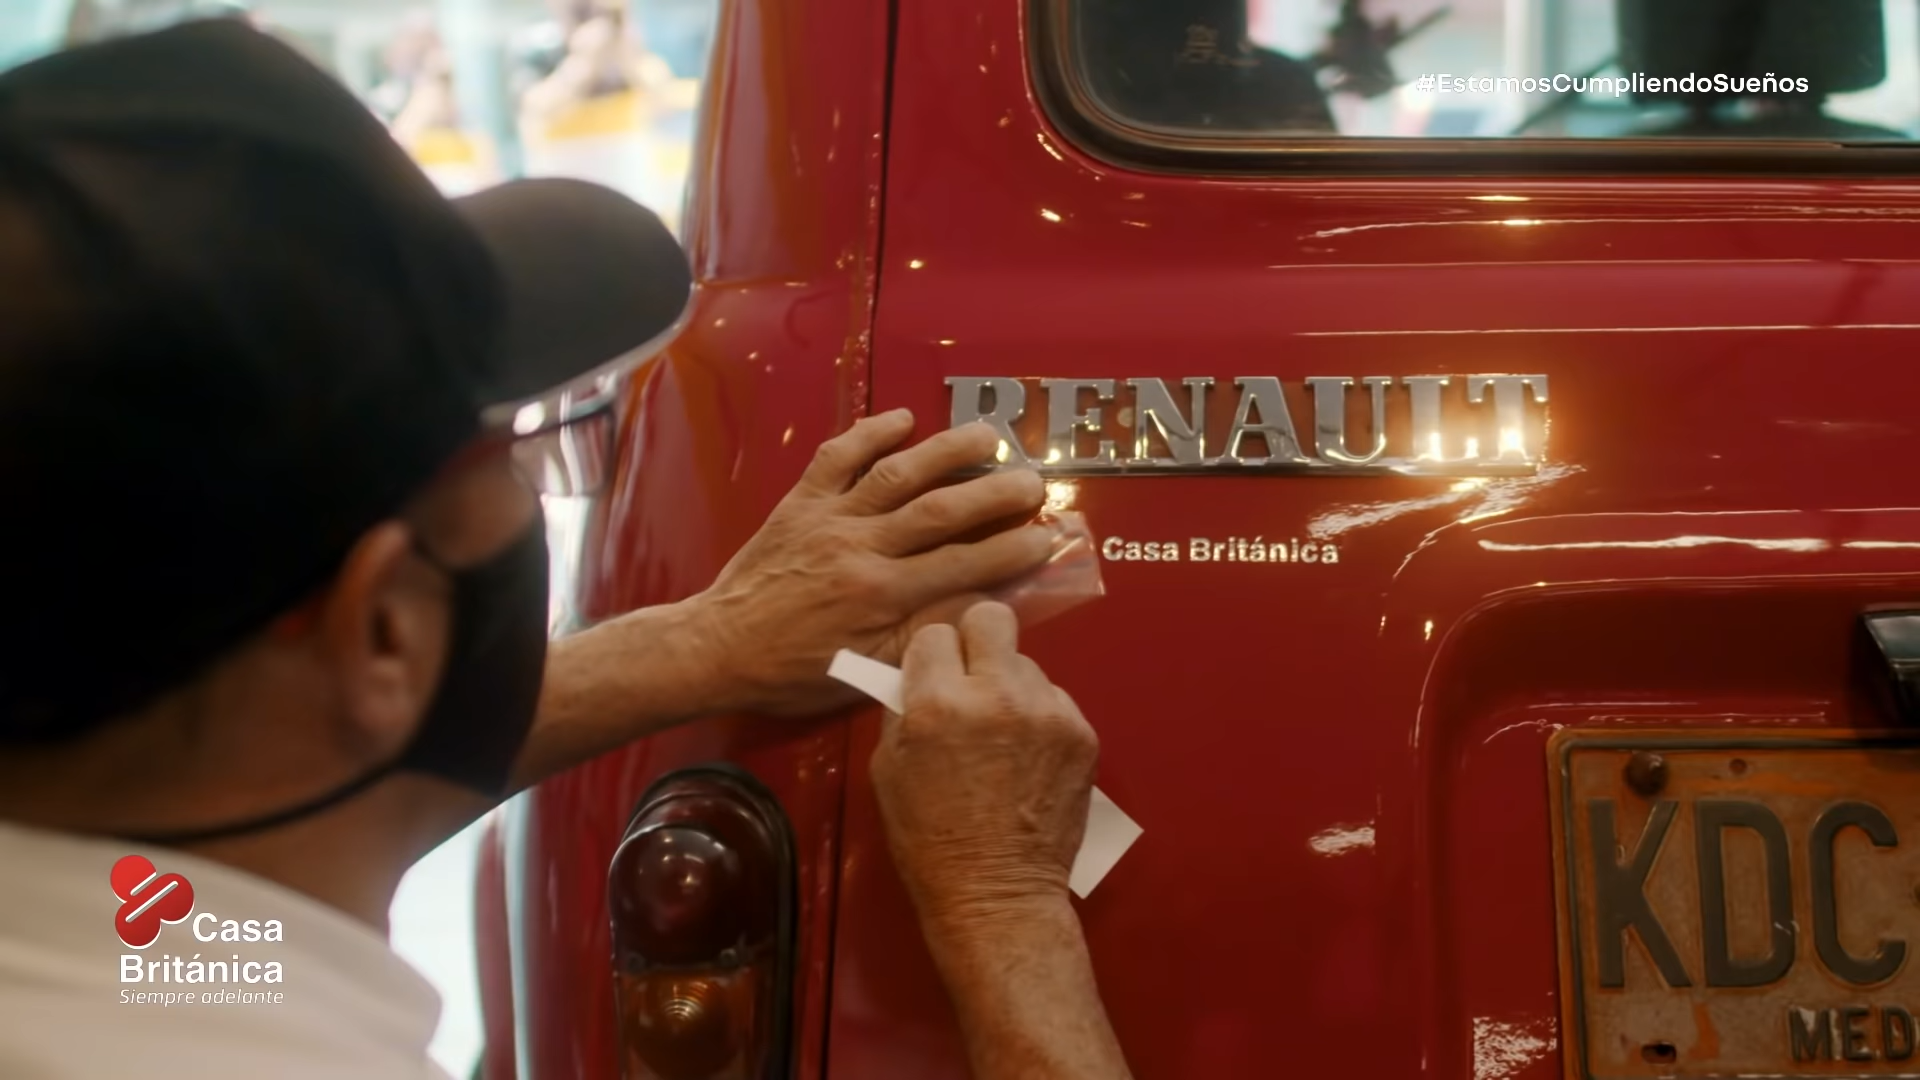 #EstamosCumpliendoSueños
RENAULT
Casa Británica
KDC
MED
Casa
Británica
Siempre adelante